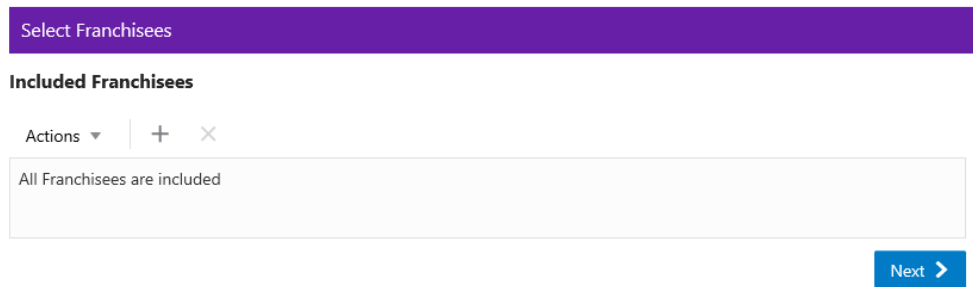 Select Franchisees
Included Franchisees
Actions
All Franchisees are included
Next